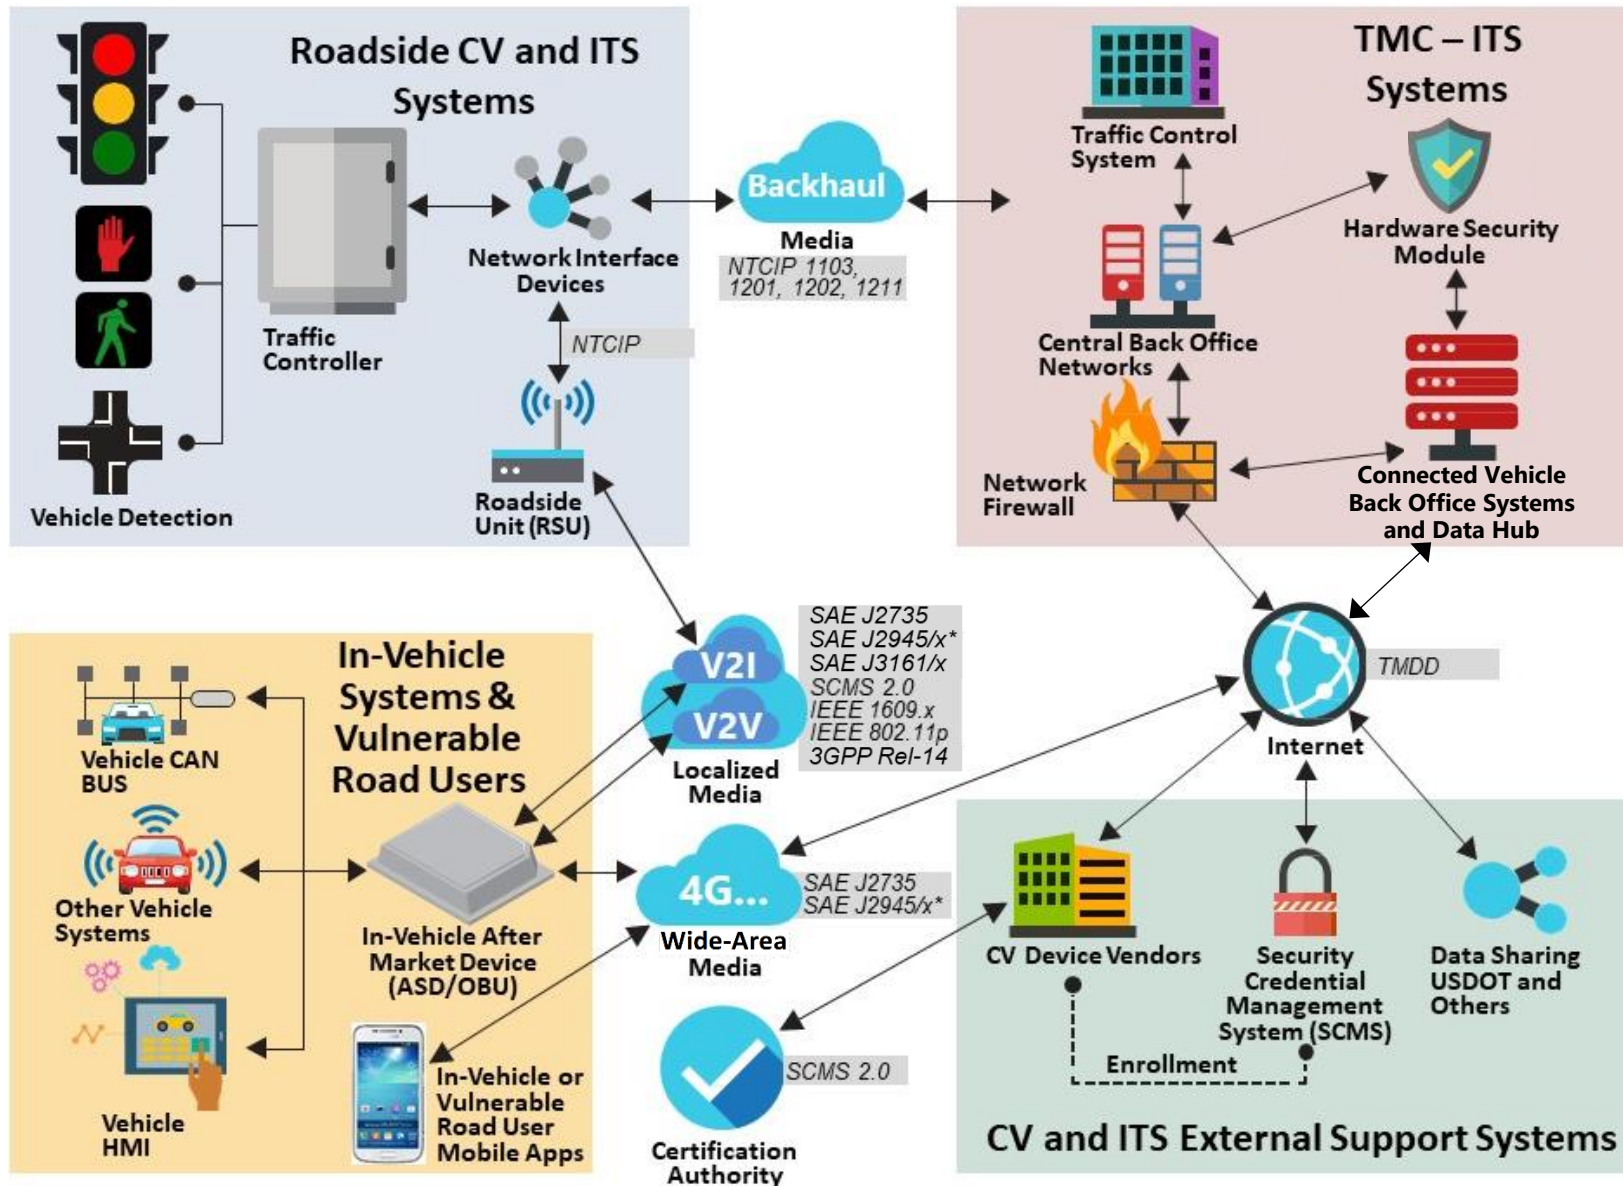 Roadside CV and ITS
Systems
Network Interface
Devices
Traffic
Controller
NTCIP
Roadside
Unit (RSU)
Vehicle Detection
Backhaul
Media
NTCIP 1103,
1201, 1202, 1211
TMC – ITS
Systems
Traffic Control
System
Hardware Security
Module
Central Back Office
Networks
Network
Firewall
Connected Vehicle
Back Office Systems
and Data Hub
In-Vehicle
Systems &
Vulnerable
Road Users
Vehicle CAN
BUS
Other Vehicle
Systems
Vehicle
HMI
In-Vehicle After
Market Device
(ASD/OBU)
In-Vehicle or
Vulnerable
Road User
Mobile Apps
V2I
V2V
Localized
Media
SAE J2735
SAE J2945/x*
SAE J3161/x
SCMS 2.0
IEEE 1609.x
IEEE 802.11p
3GPP Rel-14
4G...
Wide-Area
Media
SAE J2735
SAE J2945/x*
SCMS 2.0
Certification
Authority
TMDD
Internet
CV Device Vendors
Security
Credential
Management
System (SCMS)
Data Sharing
USDOT and
Others
Enrollment
CV and ITS External Support Systems